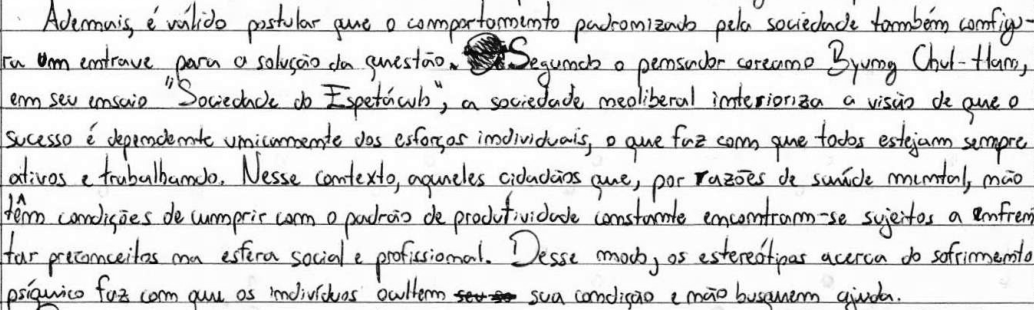 Ademais, é válido postular que o comportamento padronizado pela sociedade também config-
ra um entrave para a solução da questão. Segundo o pensador coreano Byung Chul-Han,
em seu ensaio "Sociedade do Espetáculo", a sociedade neoliberal interioriza a visão de que o
sucesso é dependente unicamente dos esforços individuais, o que faz com que todos estejam sempre
ativos e trabalhando. Nesse contexto, aqueles cidadãos que, por razões de saúde mental, não
têm condições de cumprir com o padrão de produtividade constante encontram-se sujeitos a enfren
tar preconceitos na esfera social e profissional. Desse modo, os estereótipos acerca do sofrimento
psíquico faz com que os indivíduos ocultem sua condição e não busquem ajuda.